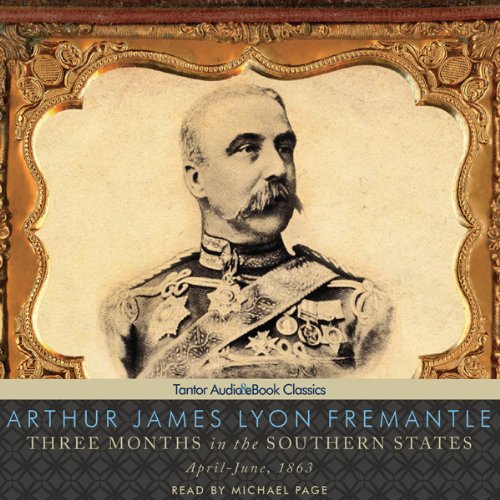 Tantor Audio&eBook Classics
ARTHUR JAMES LYON FREMANTLE
THREE MONTHS in the SOUTHERN STATES
April-June, 1863
READ BY MICHAEL PAGE